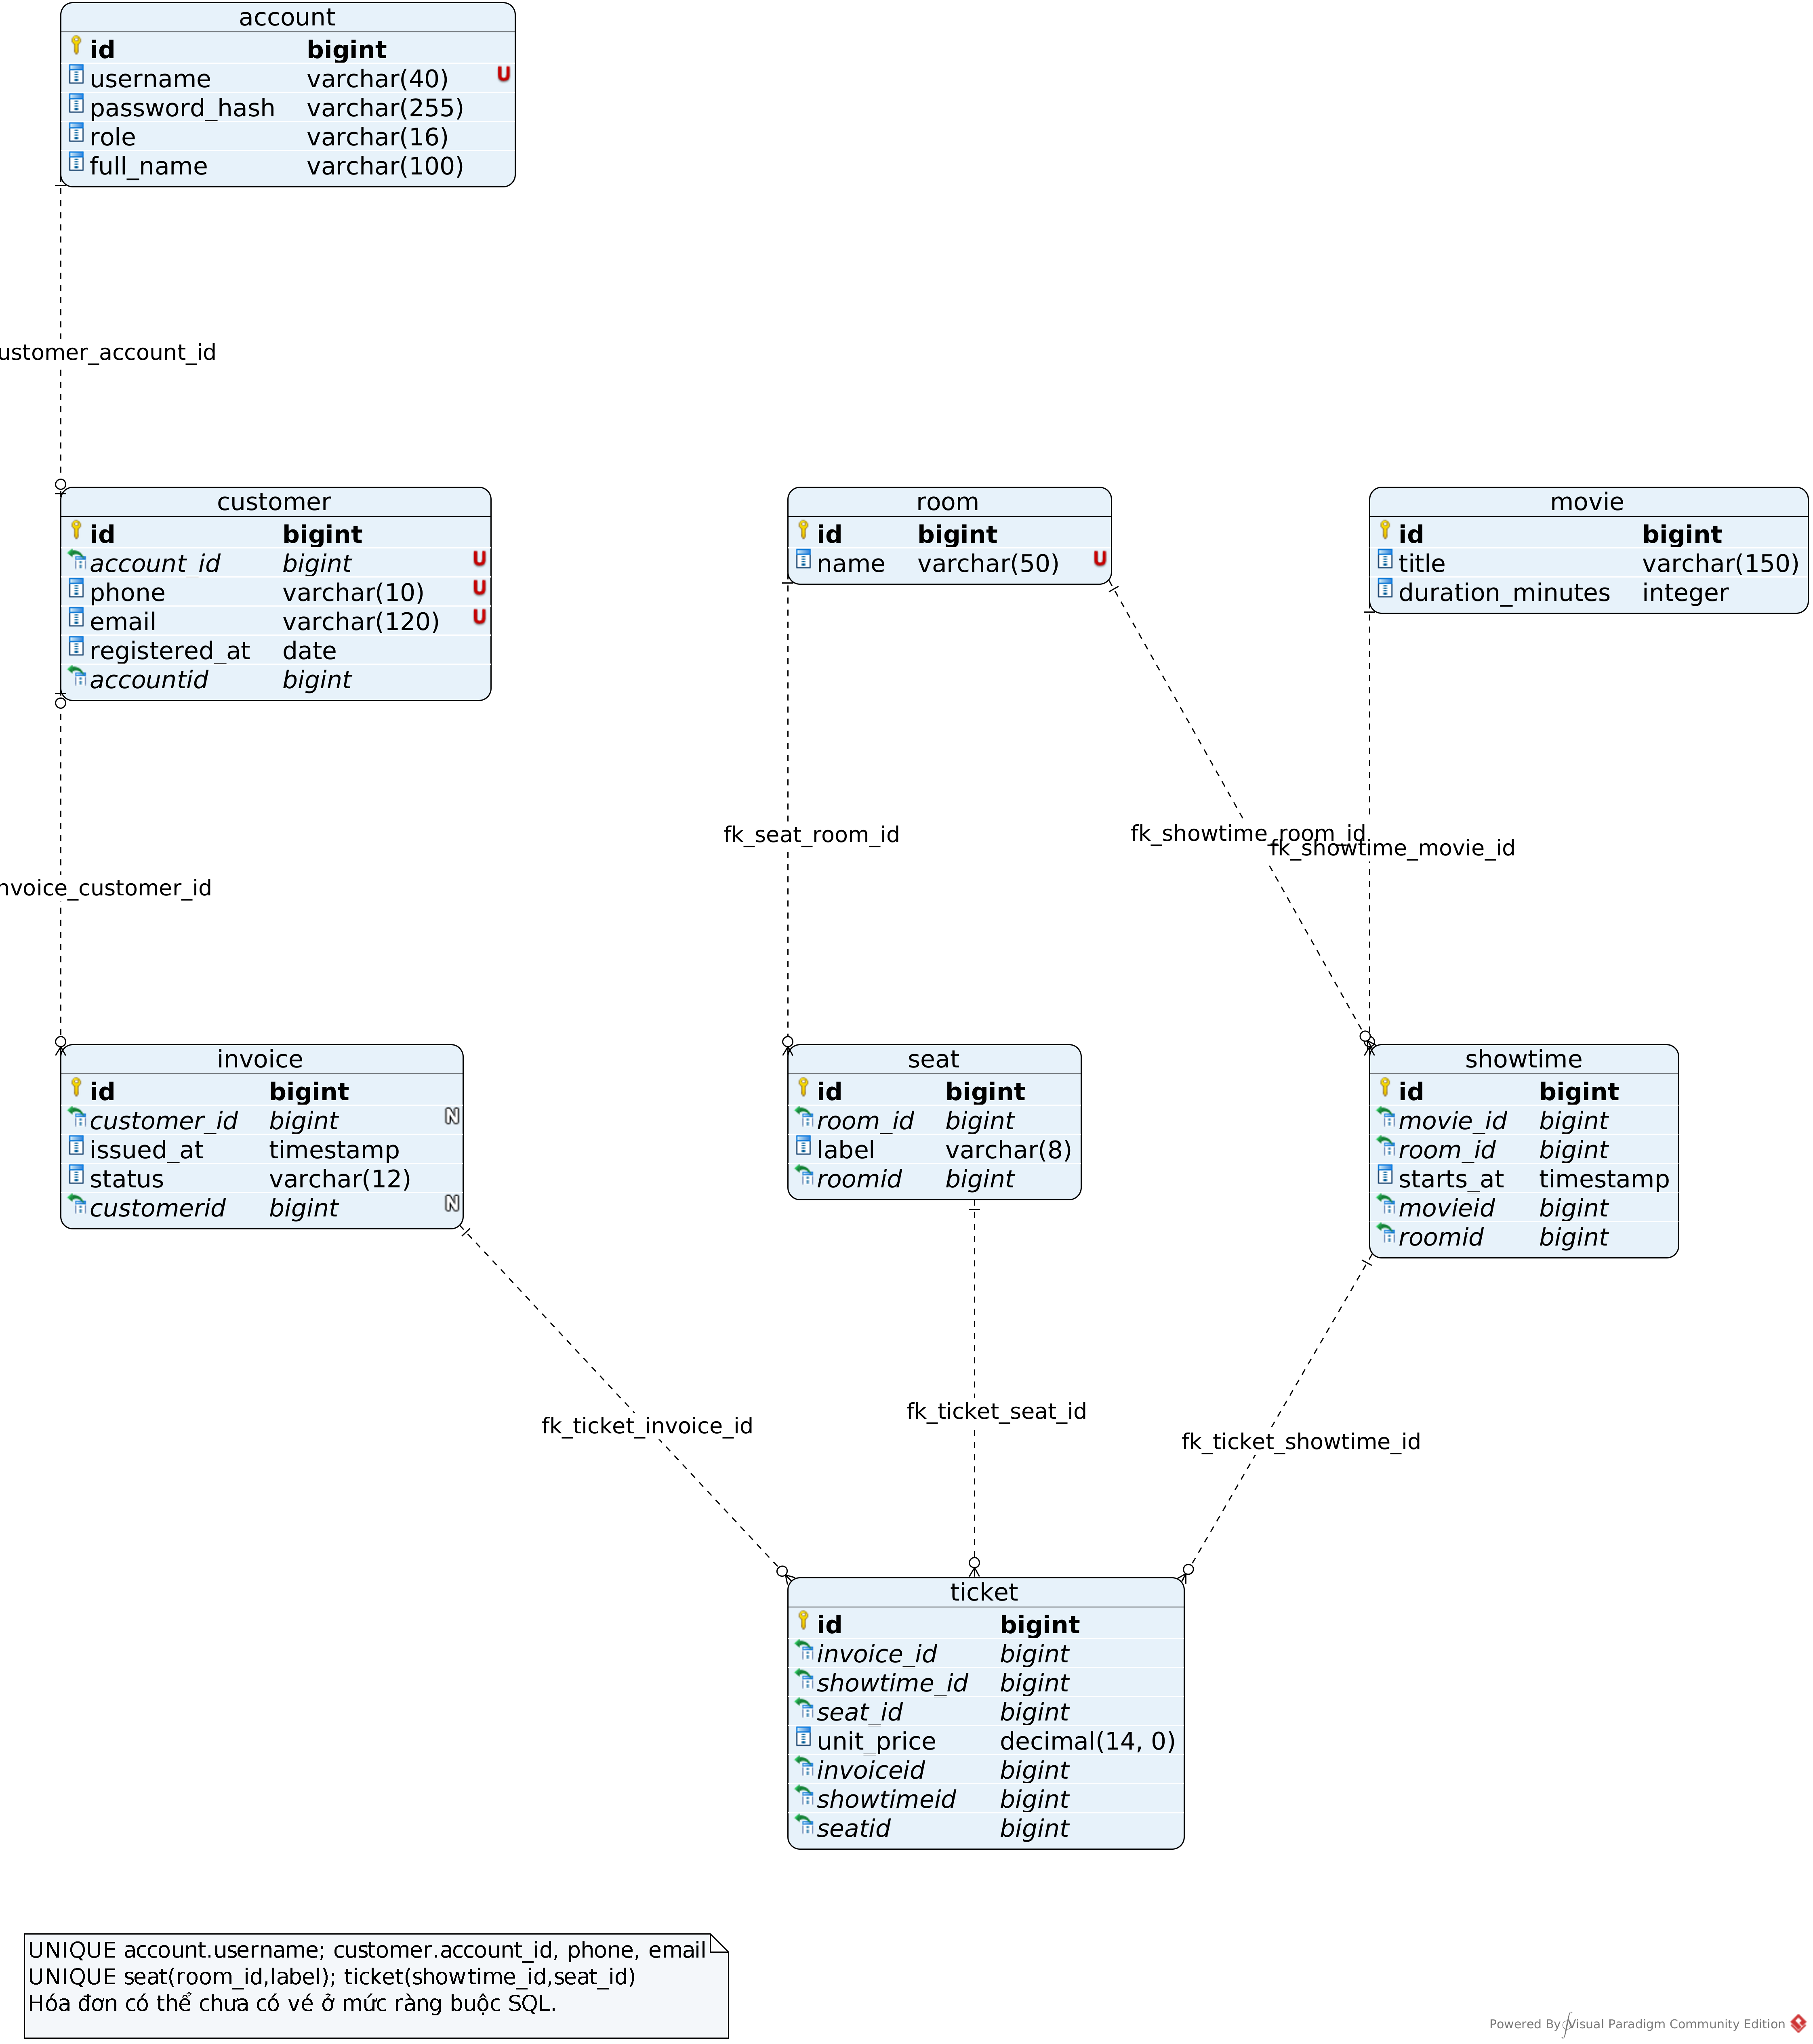 account
id bigint
username varchar(40) U
password_hash varchar(255)
role varchar(16)
full_name varchar(100)
ustomer_account_id
customer
id bigint
account_id bigint U
phone varchar(10) U
email varchar(120) U
registered_at date
accountid bigint
room
id bigint
name varchar(50) U
movie
id bigint
title varchar(150)
duration_minutes integer
nvoice_customer_id
fk_seat_room_id
fk_showtime_room_id
fk_showtime_movie_id
invoice
id bigint
customer_id bigint N
issued_at timestamp
status varchar(12)
customerid bigint N
seat
id bigint
room_id bigint
label varchar(8)
roomid bigint
showtime
id bigint
movie_id bigint
room_id bigint
starts_at timestamp
movieid bigint
roomid bigint
fk_ticket_invoice_id
fk_ticket_seat_id
fk_ticket_showtime_id
ticket
id bigint
invoice_id bigint
showtime_id bigint
seat_id bigint
unit_price decimal(14, 0)
invoiceid bigint
showtimeid bigint
seatid bigint
UNIQUE account.username; customer.account_id, phone, email
UNIQUE seat(room_id,label); ticket(showtime_id,seat_id)
Hóa đơn có thể chưa có vé ở mức ràng buộc SQL.
Powered By Visual Paradigm Community Edition